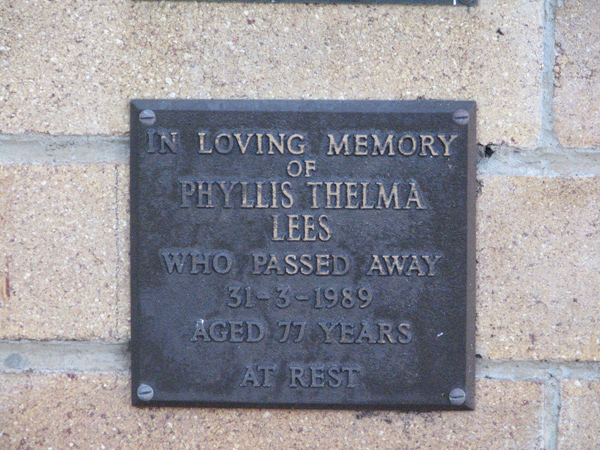 IN LOVING MEMORY
OF
PHYLLIS THELMA
LEES
WHO PASSED AWAY
31-3-1989
AGED 77 YEARS
AT REST